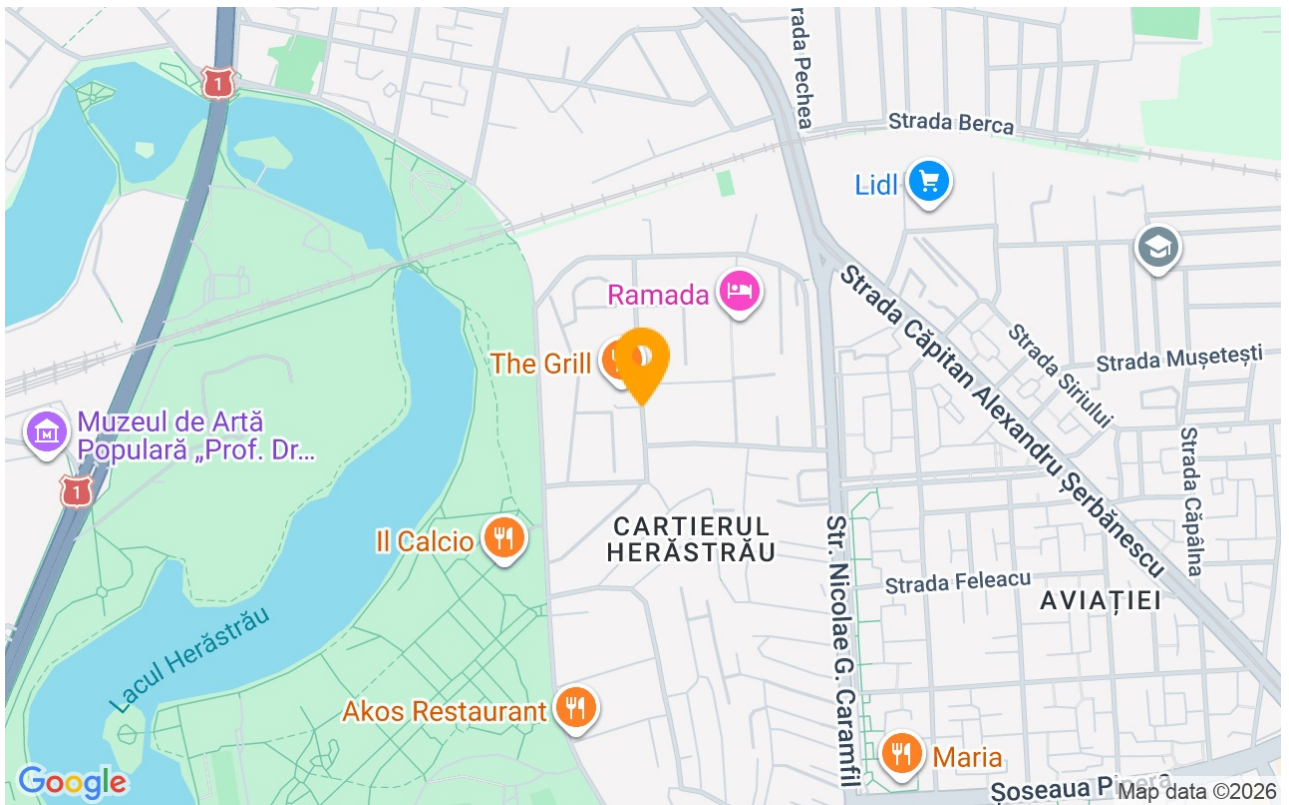 1
Strada Pechea
Strada Berca
Lidl
Ramada
Strada Căpitan Alexandru Șerbănescu
Strada Siriului
Strada Mușetești
The Grill
Muzeul de Artă
Populară „Prof. Dr...
1
Strada Căpâlna
Il Calcio
CARTIERUL
HERĂSTRĂU
Str. Nicolae G. Caramfil
Strada Feleacu
AVIAȚIEI
Lacul Herăstrău
Akos Restaurant
Maria
Google
Șoseaua
Map data ©2026